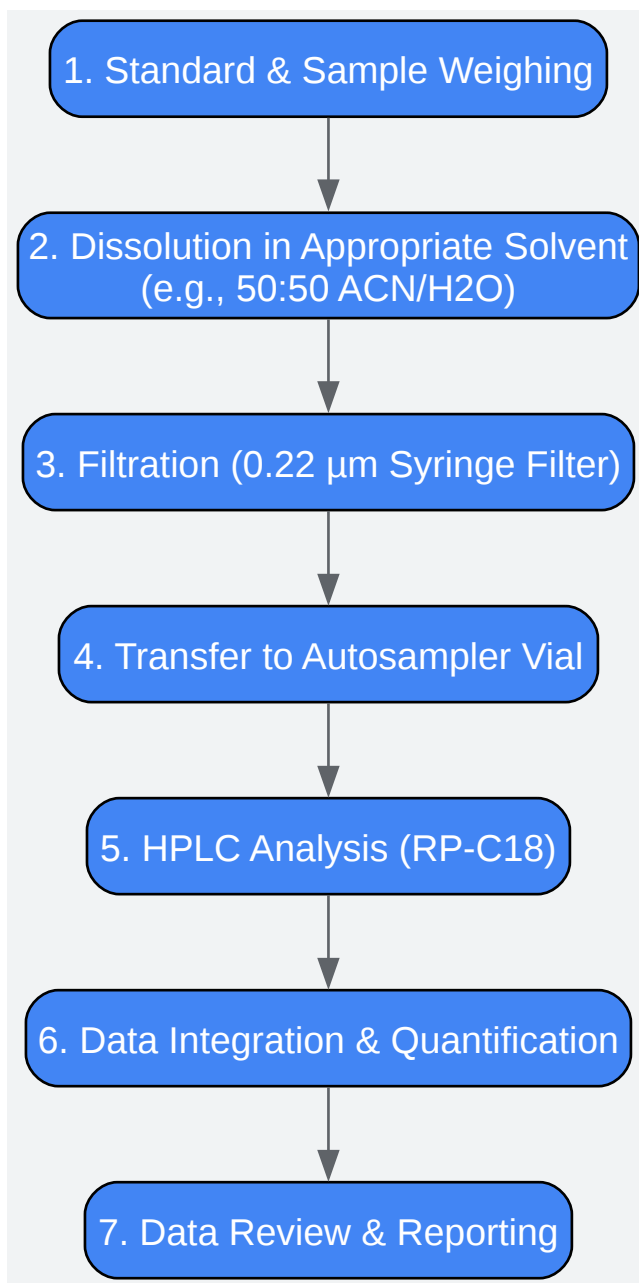 1. Standard & Sample Weighing
2. Dissolution in Appropriate Solvent
(e.g., 50:50 ACN/H2O)
3. Filtration (0.22 µm Syringe Filter)
4. Transfer to Autosampler Vial
5. HPLC Analysis (RP-C18)
6. Data Integration & Quantification
7. Data Review & Reporting